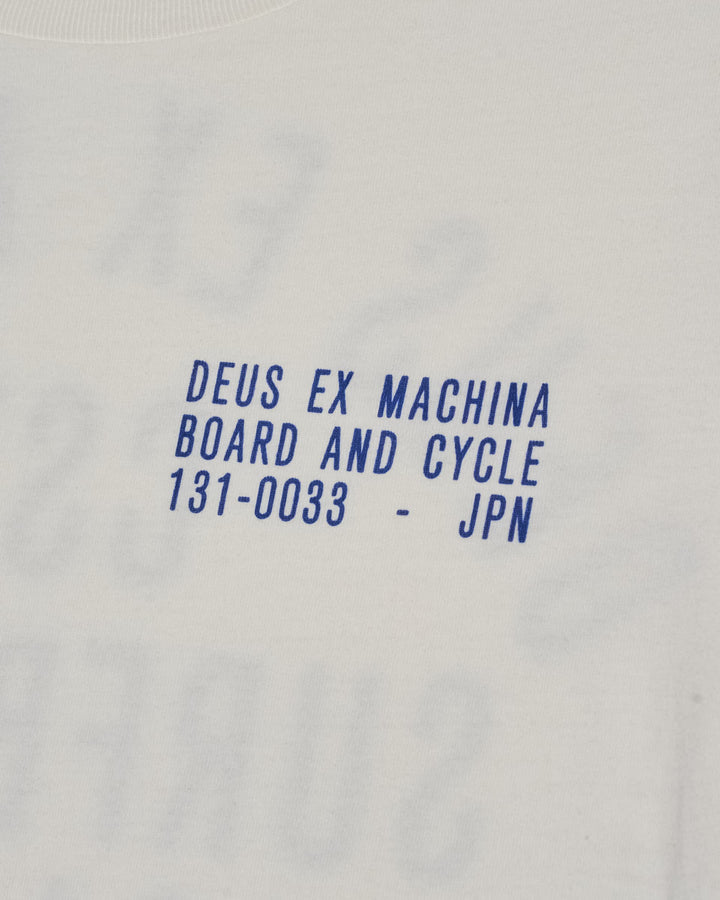 DEUS EX MACHINA
BOARD AND CYCLE
131-0033 - JPN